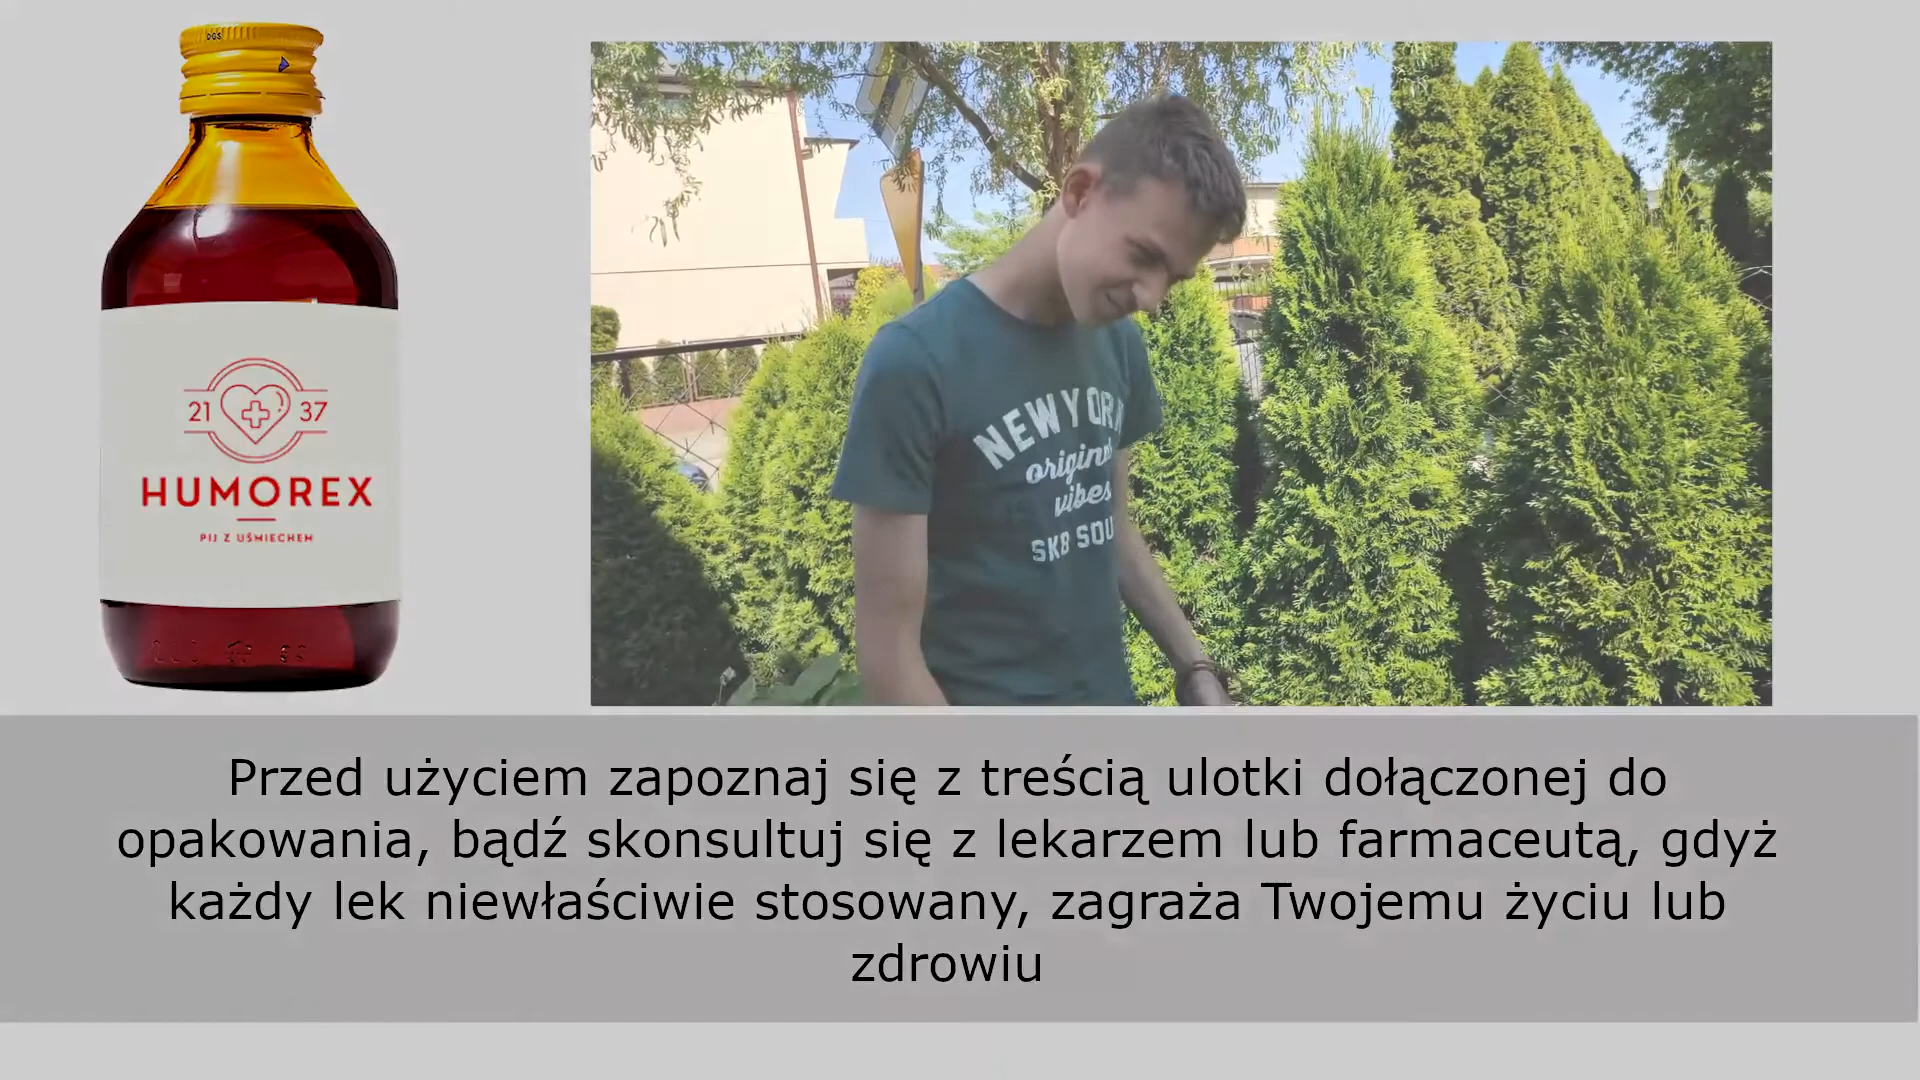 DGS
21 37
HUMOREX
PIJ Z UŚMIECHEM
NEW YOR
original
vibes
SKB SOU
Przed użyciem zapoznaj się z treścią ulotki dołączonej do
opakowania, bądź skonsultuj się z lekarzem lub farmaceutą, gdyż
każdy lek niewłaściwie stosowany, zagraża Twojemu życiu lub
zdrowiu